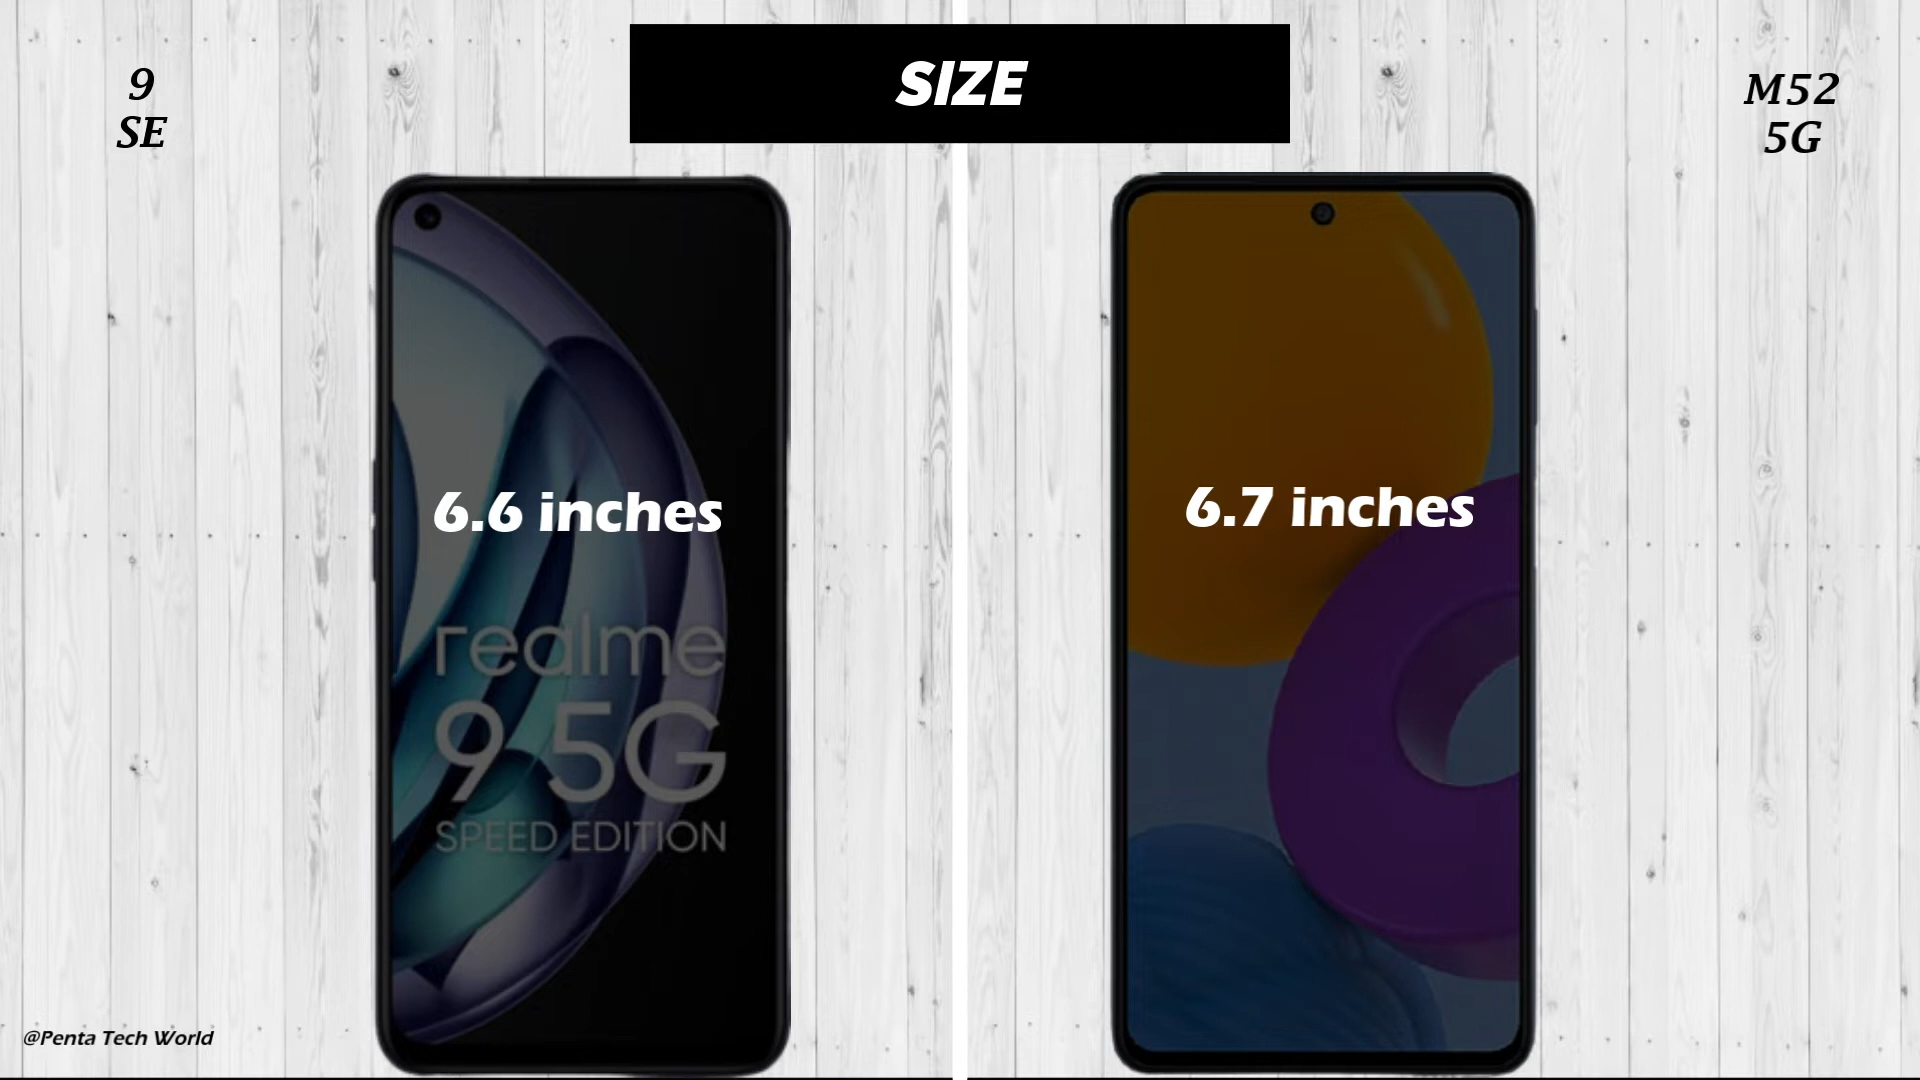 SIZE
9
SE
M52
5G
6.6 inches
6.7 inches
realme
9 5G
SPEED EDITION
@Penta Tech World